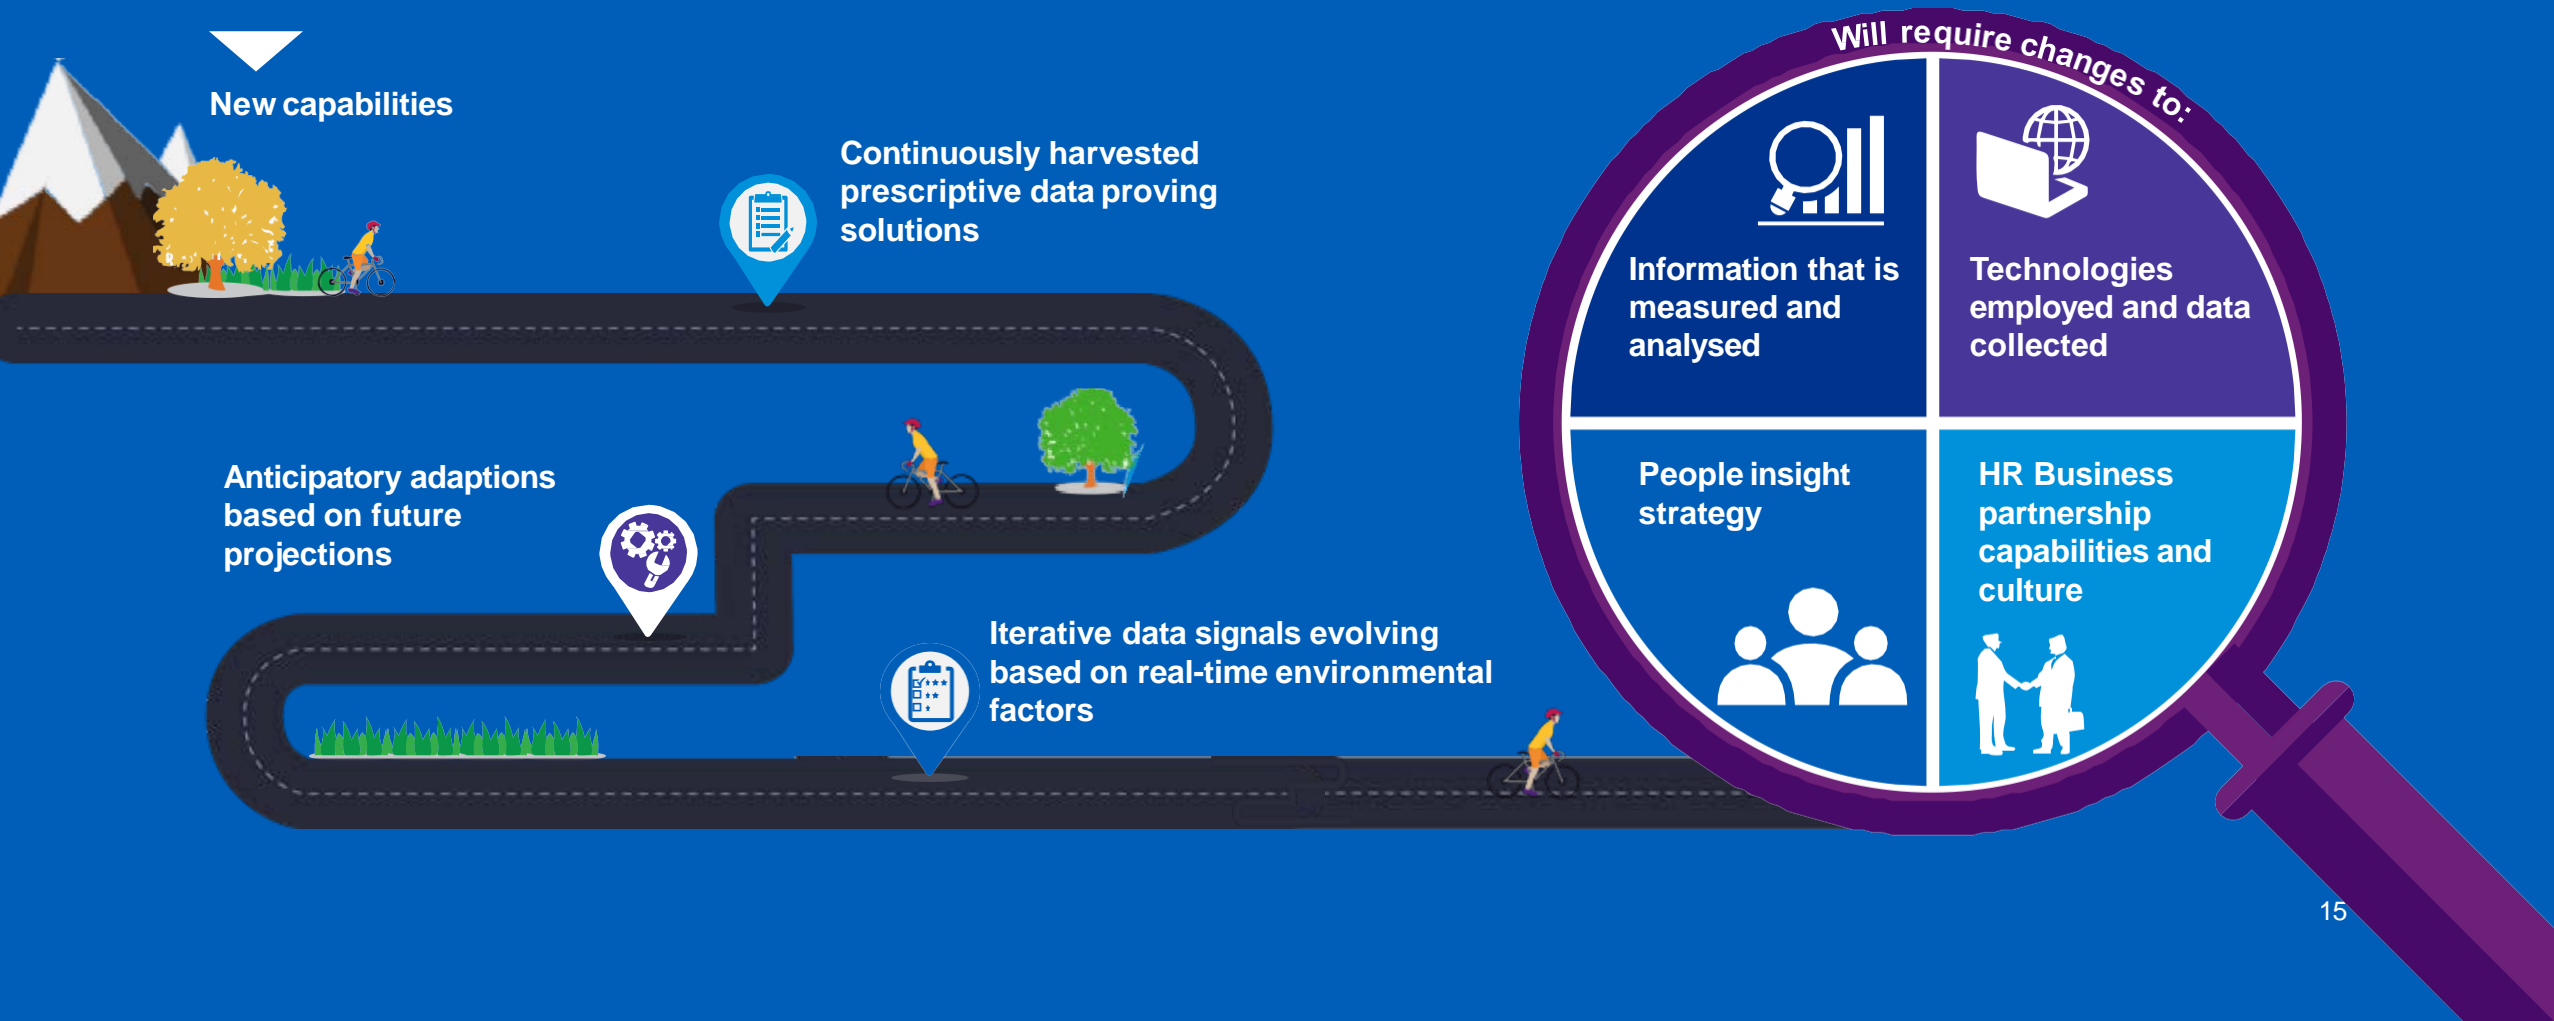 New capabilities
Continuously harvested
prescriptive data proving
solutions
Anticipatory adaptions
based on future
projections
Iterative data signals evolving
based on real-time environmental
factors
Will require changes to:
Information that is
measured and
analysed
Technologies
employed and data
collected
People insight
strategy
HR Business
partnership
capabilities and
culture
15